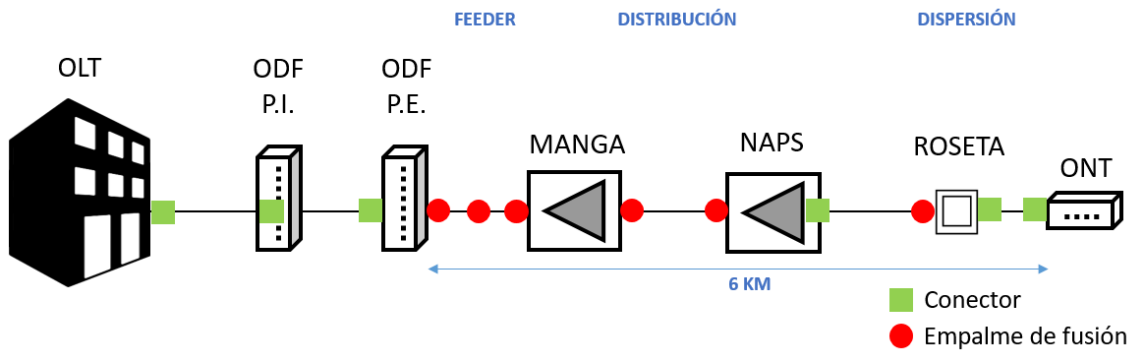 FEEDER
DISTRIBUCIÓN
DISPERSIÓN
OLT
ODF
P.I.
ODF
P.E.
MANGA
NAPS
ROSETA
ONT
6 KM
Conector
Empalme de fusión